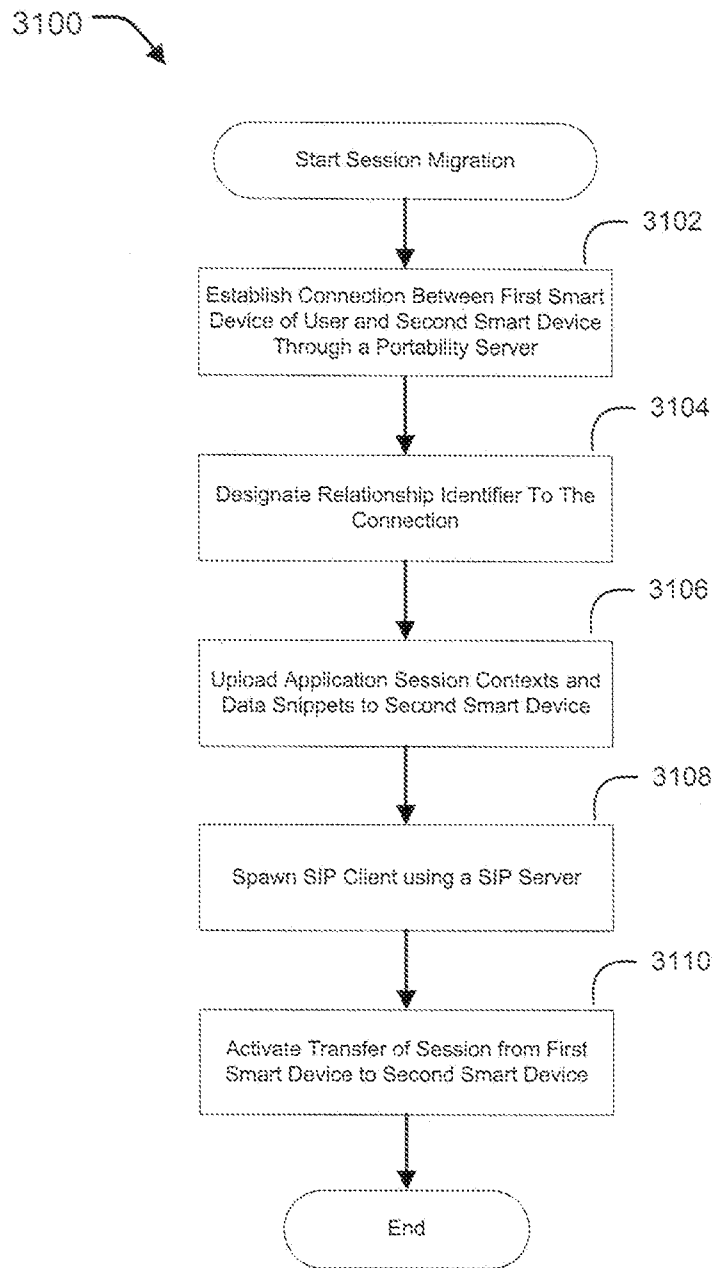 3100
Start Session Migration
3102
Establish Connection Between First Smart
Device of User and Second Smart Device
Through a Portability Server
3104
Designate Relationship Identifier To The
Connection
3106
Upload Application Session Contexts and
Data Snippets to Second Smart Device
3108
Spawn SIP Client using a SIP Server
3110
Activate Transfer of Session from First
Smart Device to Second Smart Device
End